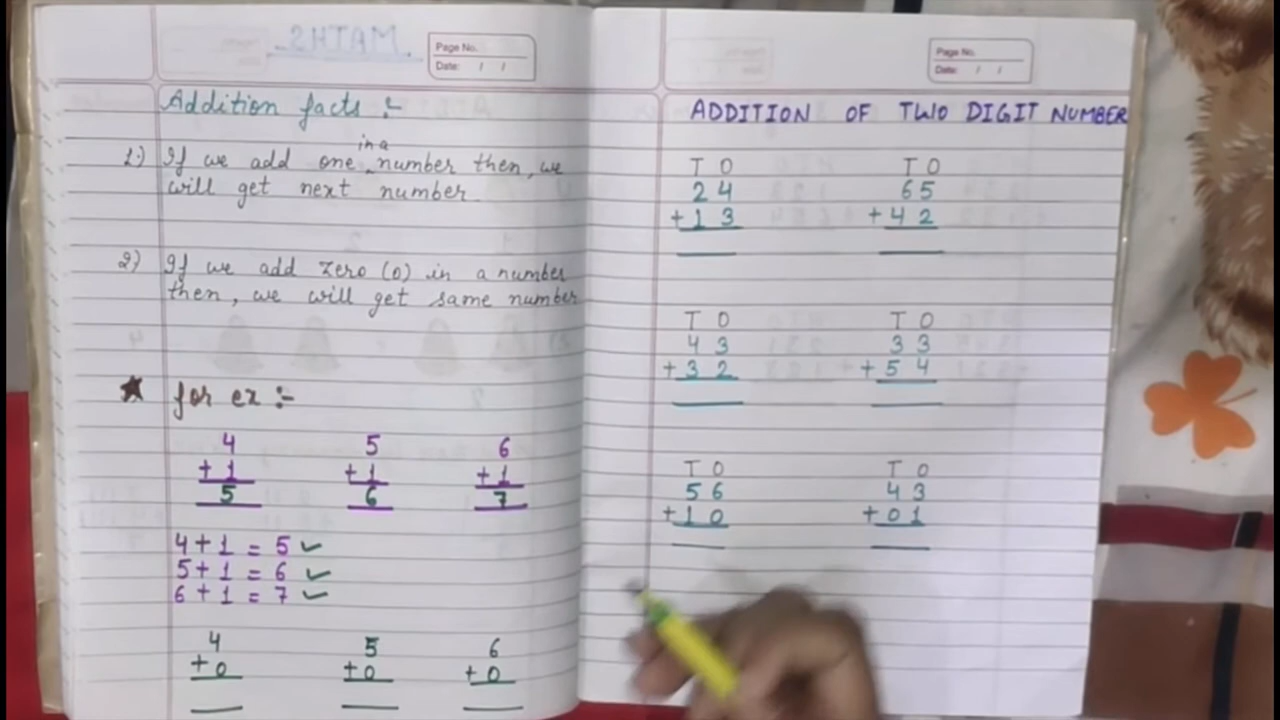 MATHS
Page No.
Date: / /
Addition facts :-
in a
1.) If we add one number then, we
will get next number
2) If we add zero (0) in a number
then, we will get same number
★ for ex :-
4 5 6
+ 1 + 1 + 1
5 6 7
4 + 1 = 5 ✓
5 + 1 = 6 ✓
6 + 1 = 7 ✓
4 5 6
+ 0 + 0 + 0
Page No.
Date: / /
ADDITION OF TWO DIGIT NUMBER
T O T O
2 4 6 5
+ 1 3 + 4 2
T O T O
4 3 3 3
+ 3 2 + 5 4
T O T O
5 6 4 3
+ 1 0 + 0 1